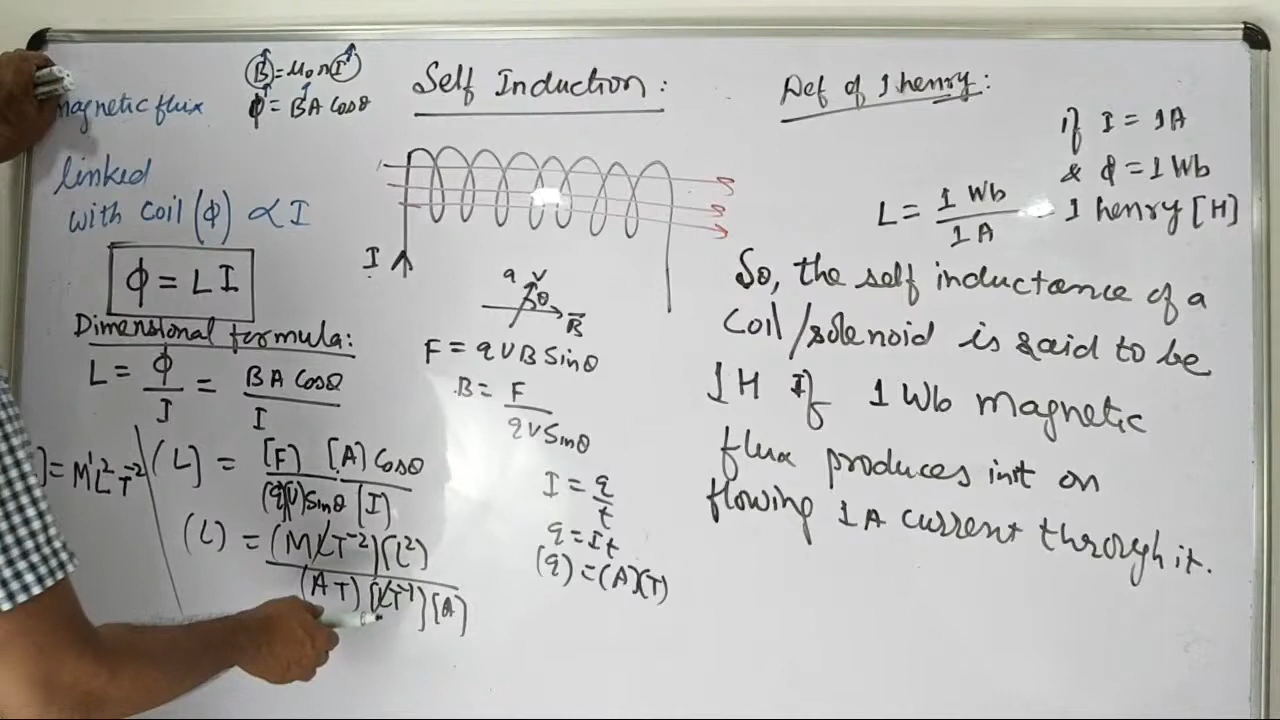 B = μ₀nI
magnetic flux φ = BA Cosθ
linked
with coil (φ) ∝ I
φ = LI
Dimensional formula:
L = φ/I = BA Cosθ/I
(L] = [F] [A] Cosθ / (q)(V) Sinθ [I]
] = M¹L²T⁻²
(L) = (MLT⁻²)(L²) / (AT) (LT⁻¹) [A]
Self Induction:
I
q V
θ
B
F = qVB Sinθ
B = F/qV Sinθ
I = q/t
q = It
(q) = (A)(T)
Def of 1 henry:
if I = 1A
& φ = 1 Wb
L = 1 Wb/1 A = 1 henry [H]
So, the self inductance of a
Coil/solenoid is said to be
1H If 1 Wb magnetic
flux produces init on
flowing 1A current through it.